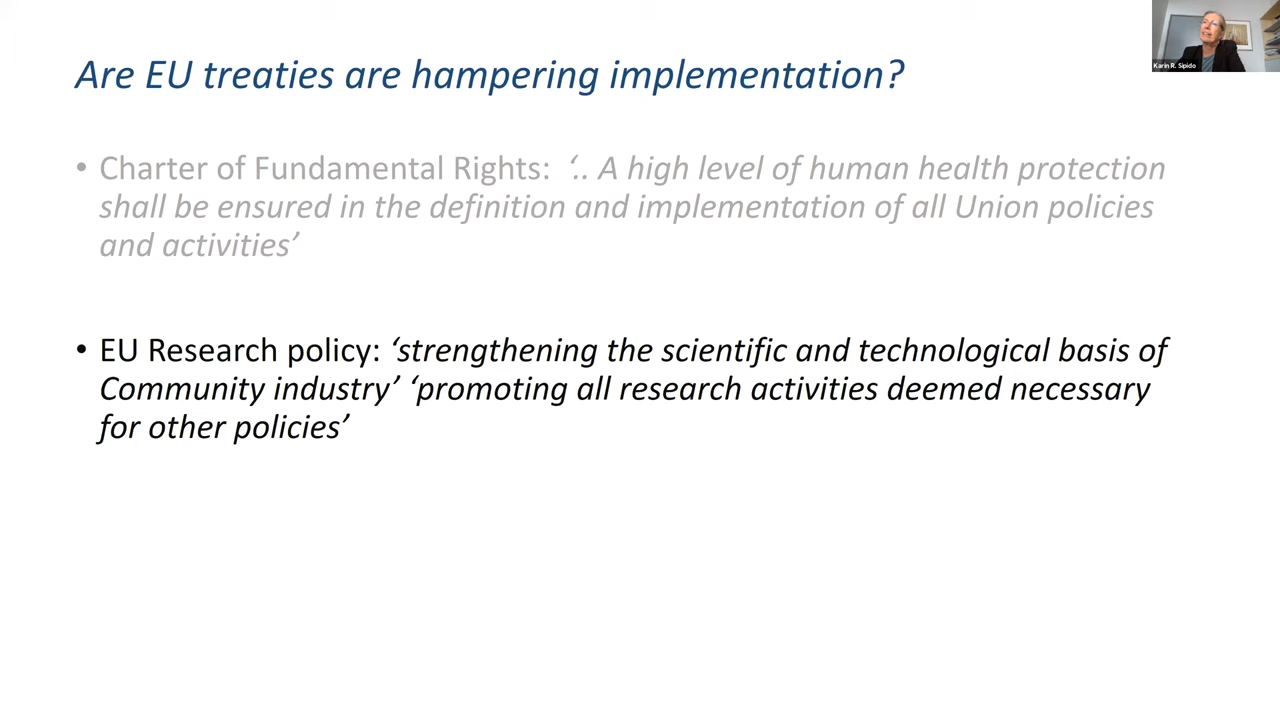 Are EU treaties are hampering implementation?
• Charter of Fundamental Rights: ‘.. A high level of human health protection
shall be ensured in the definition and implementation of all Union policies
and activities’
• EU Research policy: ‘strengthening the scientific and technological basis of
Community industry’ ‘promoting all research activities deemed necessary
for other policies’
Karin R. Sipido